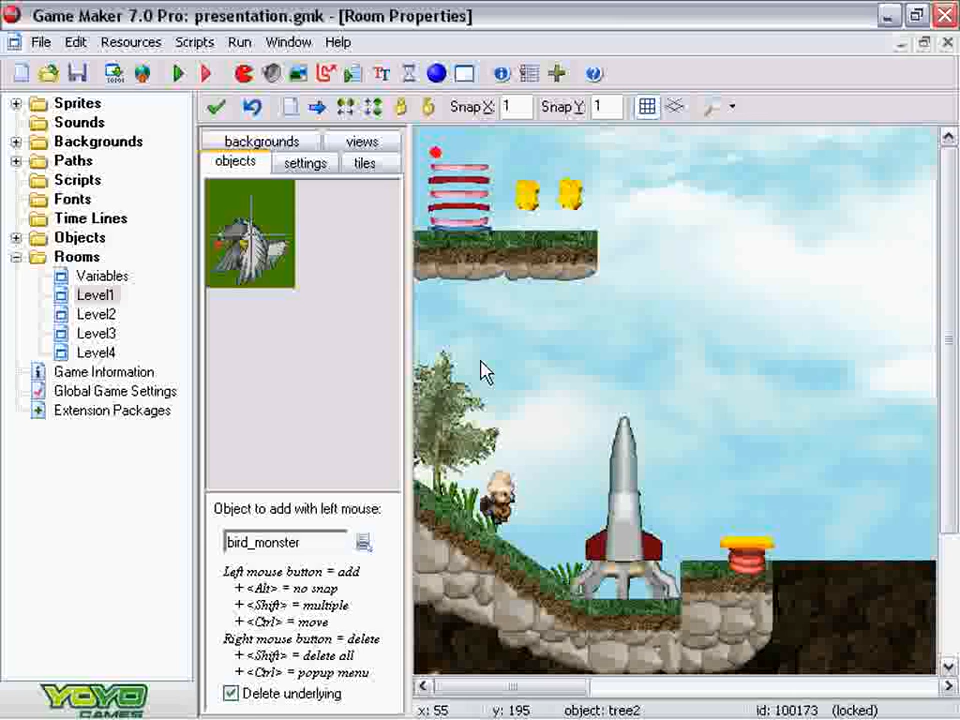 Game Maker 7.0 Pro: presentation.gmk - [Room Properties]
File Edit Resources Scripts Run Window Help
Snap X: 1 Snap Y: 1
Sprites
Sounds
Backgrounds
Paths
Scripts
Fonts
Time Lines
Objects
Rooms
Variables
Level1
Level2
Level3
Level4
Game Information
Global Game Settings
Extension Packages
YOYO
GAMES
backgrounds views
objects settings tiles
Object to add with left mouse:
bird_monster
Left mouse button = add
+ <Alt> = no snap
+ <Shift> = multiple
+ <Ctrl> = move
Right mouse button = delete
+ <Shift> = delete all
+ <Ctrl> = popup menu
Delete underlying
x: 55 y: 195 object: tree2 id: 100173 (locked)